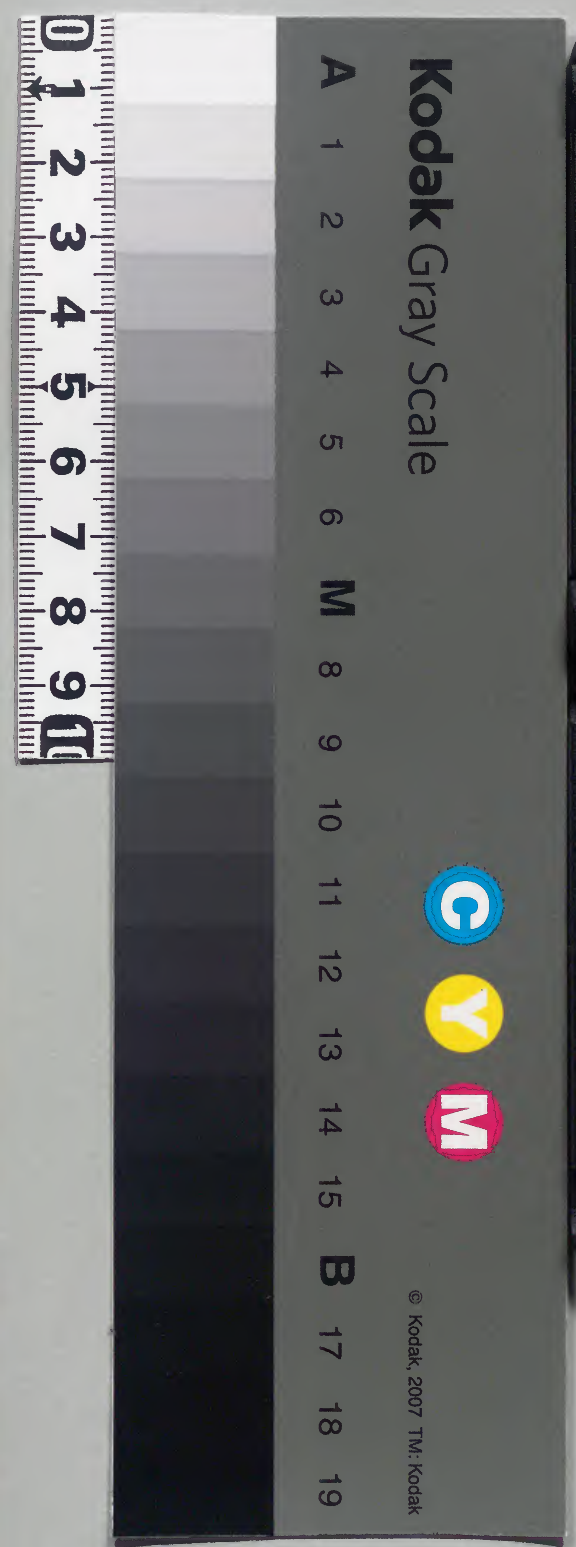 Kodak Gray Scale
C Y M
© Kodak, 2007 TM: Kodak
A 1 2 3 4 5 6 M 8 9 10 11 12 13 14 15 B 17 18 19
0 1 2 3 4 5 6 7 8 9 10